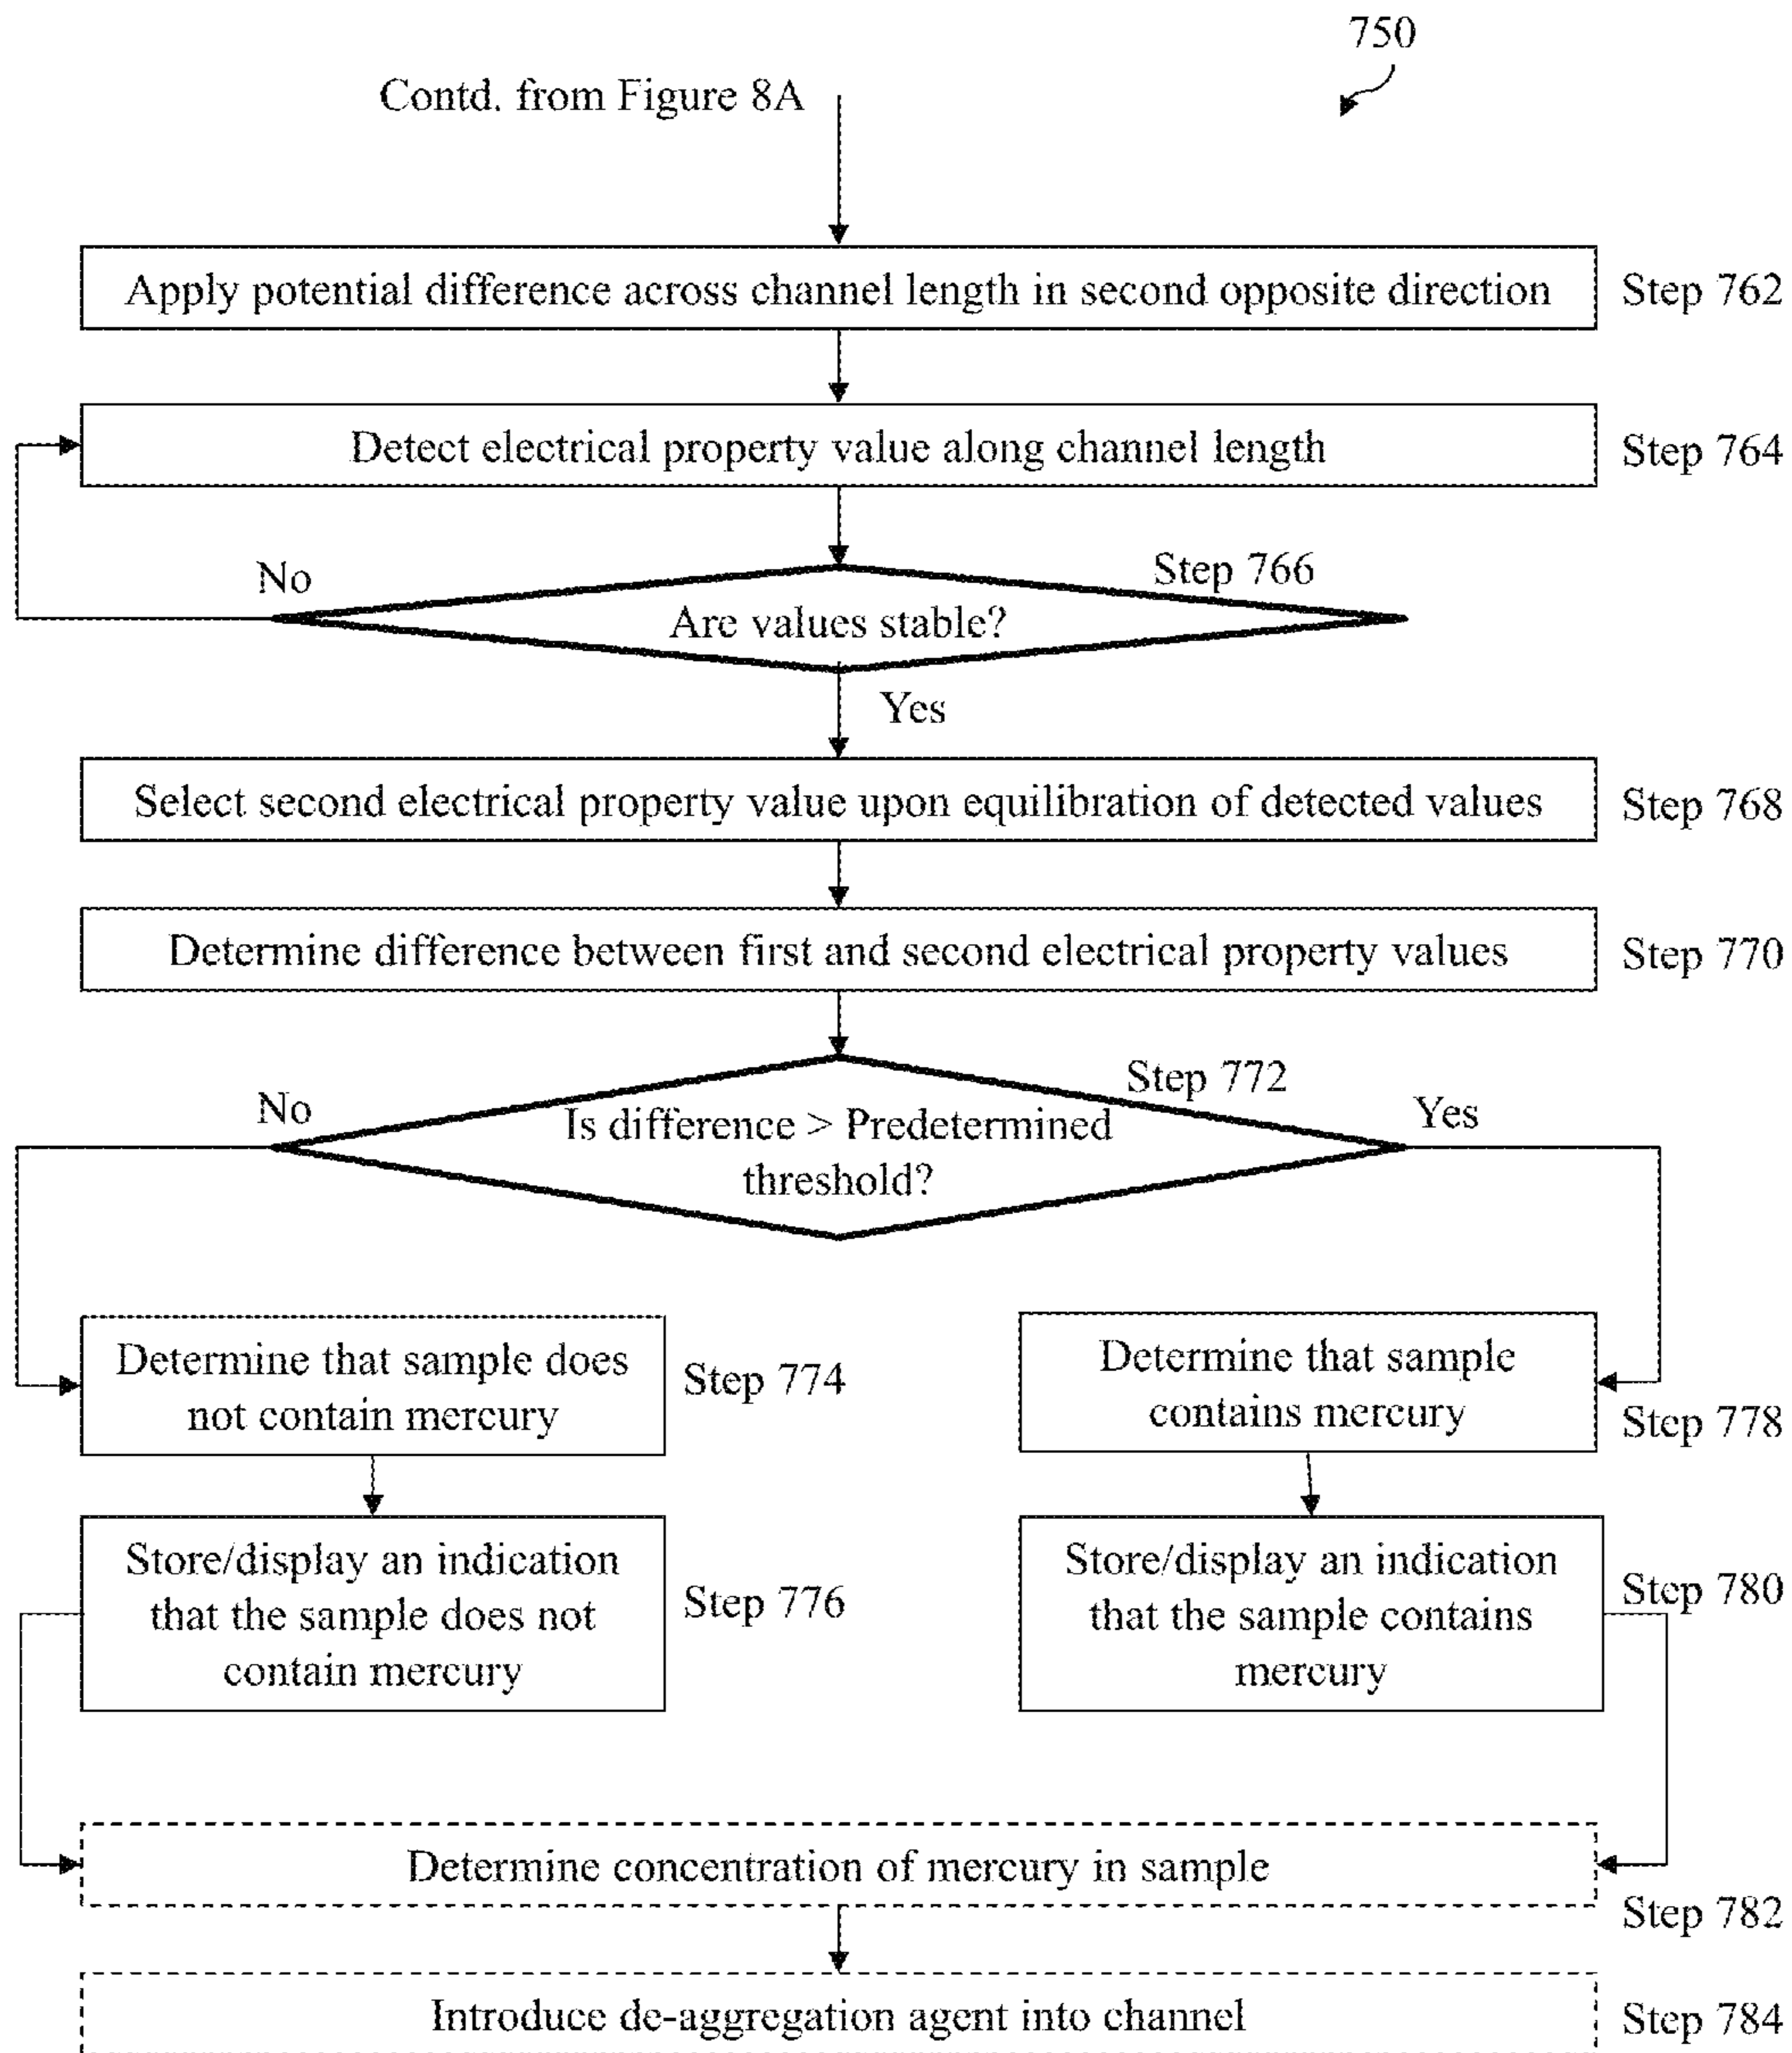 750
Contd. from Figure 8A
Apply potential difference across channel length in second opposite direction
Step 762
Detect electrical property value along channel length
Step 764
No
Step 766
Are values stable?
Yes
Select second electrical property value upon equilibration of detected values
Step 768
Determine difference between first and second electrical property values
Step 770
Step 772
No
Yes
Is difference > Predetermined
threshold?
Determine that sample does
not contain mercury
Step 774
Determine that sample
contains mercury
Step 778
Store/display an indication
that the sample does not
contain mercury
Step 776
Store/display an indication
that the sample contains
mercury
Step 780
Determine concentration of mercury in sample
Step 782
Introduce de-aggregation agent into channel
Step 784